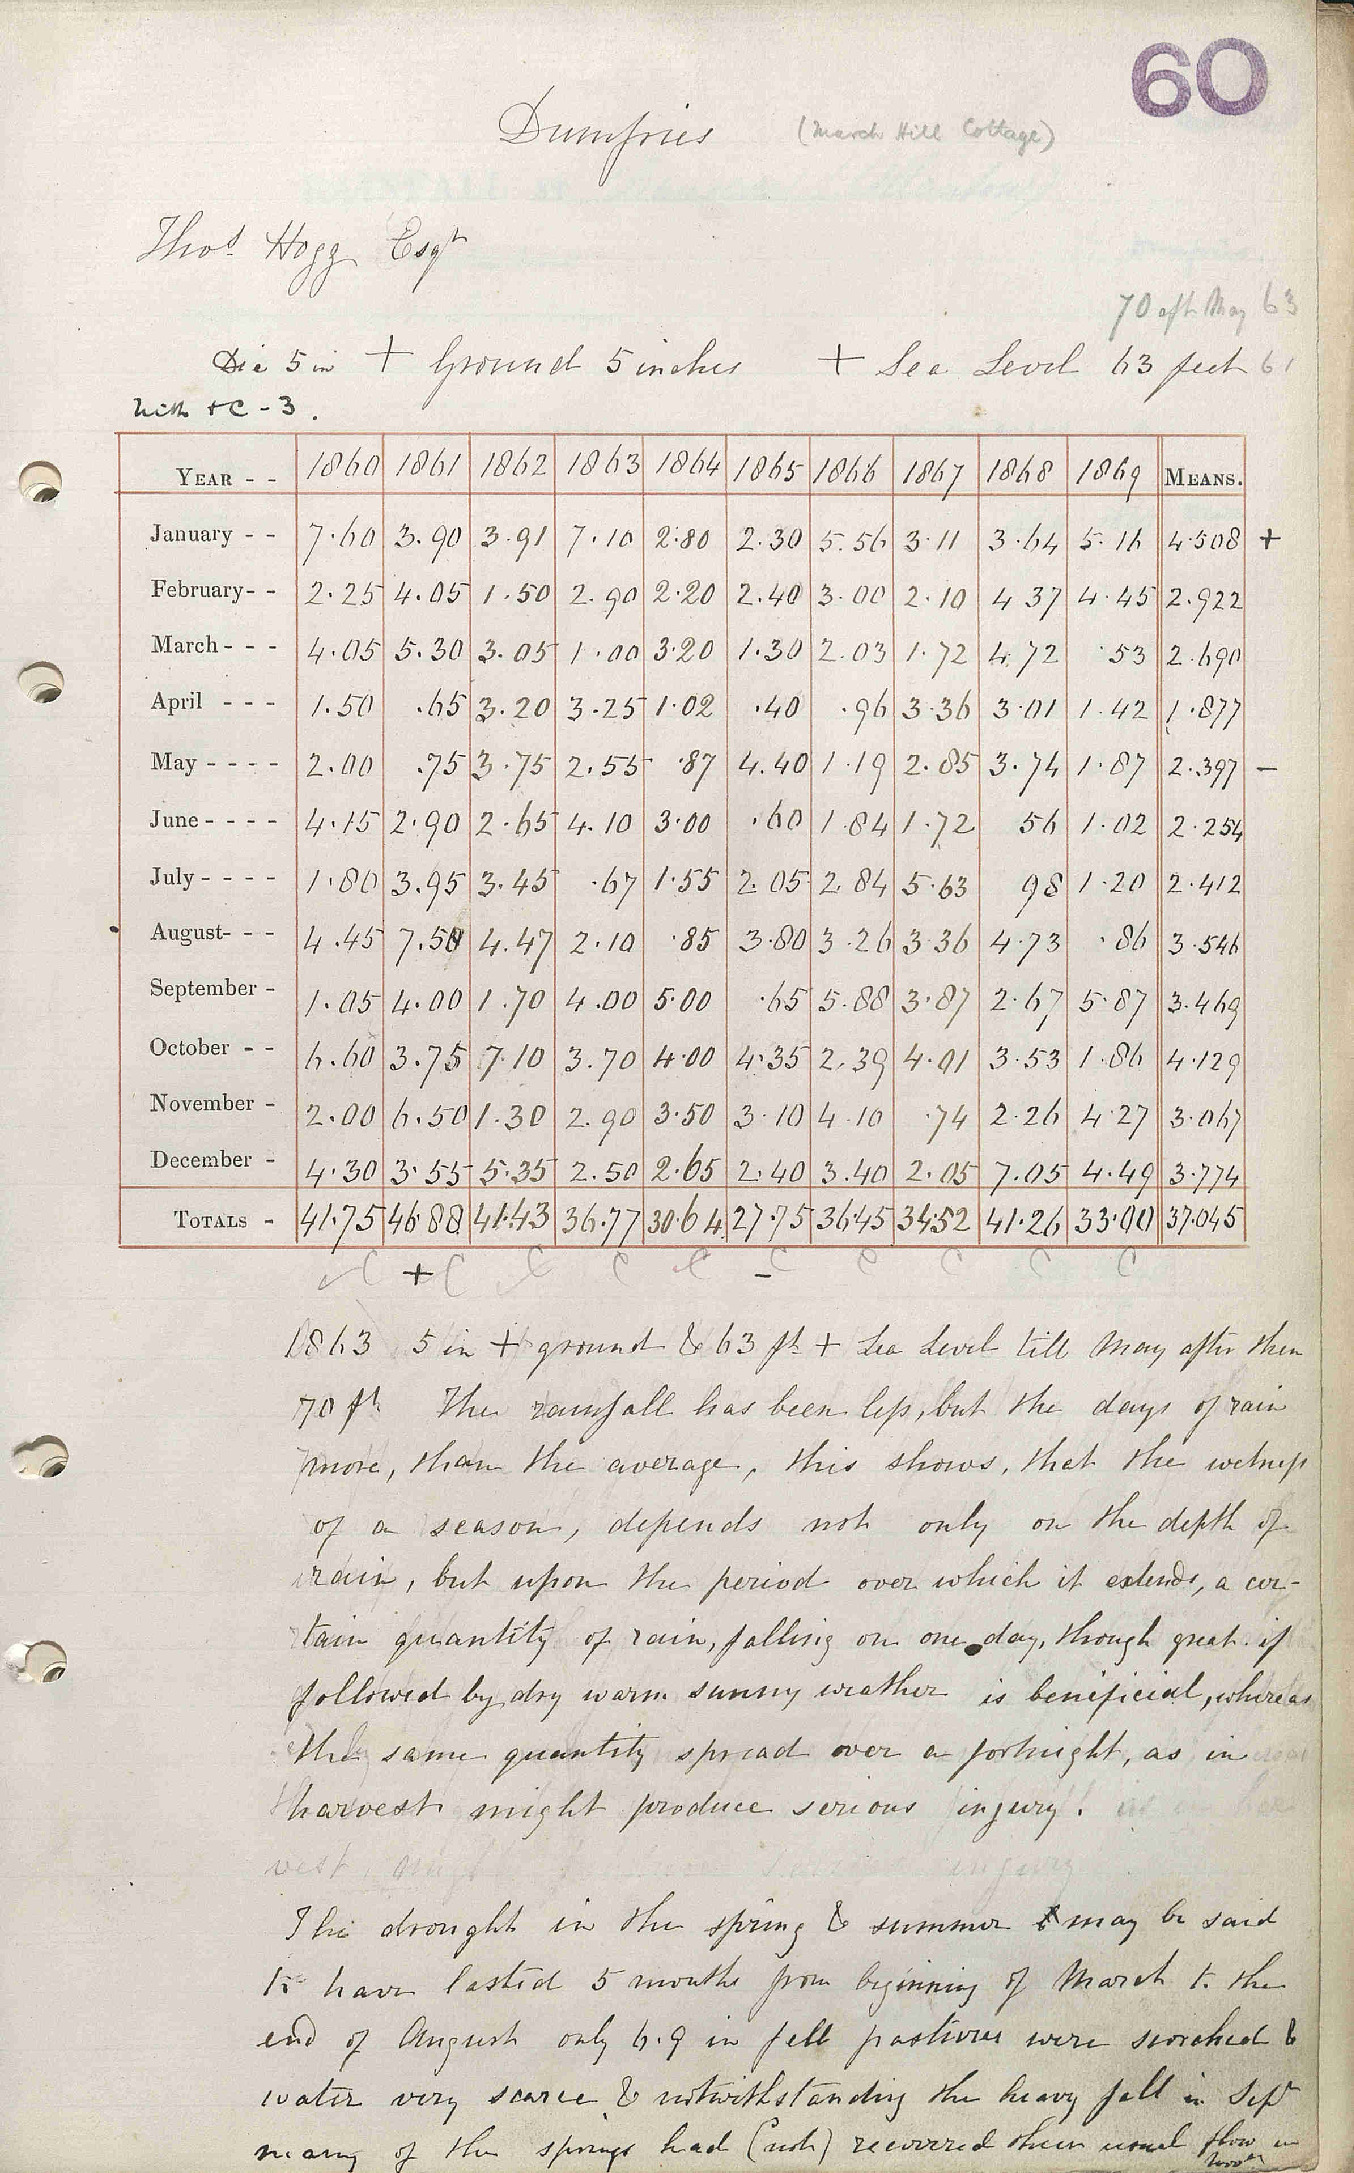 60
Dumfries (March Hill Cottage)
Thos Hogg Esqr
70 aft May 63
Dia 5 in + Ground 5 inches + Sea Level 63 feet 61
YEAR - - 1860 1861 1862 1863 1864 1865 1866 1867 1868 1869 MEANS.
January - - 7.60 3.90 3.91 7.10 2.80 2.30 5.56 3.11 3.64 5.16 4.508 +
February- - 2.25 4.05 1.50 2.90 2.20 2.40 3.00 2.10 4 37 4.45 2.922
March - - - 4.05 5.30 3.05 1.00 3.20 1.30 2.03 1.72 4.72 .53 2.690
April - - - 1.50 .65 3.20 3.25 1.02 .40 .96 3.36 3.01 1.42 1.877
May - - - - 2.00 .75 3.75 2.55 .87 4.40 1.19 2.85 3.74 1.87 2.397 –
June - - - - 4.15 2.90 2.65 4.10 3.00 .60 1.84 1.72 56 1.02 2.254
July - - - - 1.80 3.95 3.45 .67 1.55 2.05 2.84 5.63 98 1.20 2.412
August- - - 4.45 7.58 4.47 2.10 .85 3.80 3.26 3.36 4.73 .86 3.546
September - 1.05 4.00 1.70 4.00 5.00 .65 5.88 3.87 2.67 5.87 3.469
October - - 6.60 3.75 7.10 3.70 4.00 4.35 2.39 4.01 3.53 1.86 4.129
November - 2.00 6.50 1.30 2.90 3.50 3.10 4.10 .74 2.26 4.27 3.067
December - 4.30 3.55 5.35 2.50 2.65 2.40 3.40 2.05 7.05 4.49 3.774
TOTALS - 41.75 46 88 41.43 36.77 30.64 27.75 36.45 34.52 41.26 33.00 37.045
C + C C C C – C C C C C
1863 5 in + ground & 63 ft + Sea Level till May after then
70 ft The rainfall has been less, but the days of rain
more, than the average, this shows, that the wetness
of a season, depends not only on the depth of
rain, but upon the period over which it extends, a cer-
tain quantity of rain, falling on one day, though great if
followed by dry warm sunny weather is beneficial, whereas
the same quantity spread over a fortnight, as in
harvest might produce serious injury.
The drought in the spring & summer may be said
to have lasted 5 months from beginning of March to the
end of August only 6.9 in fell pastures were scorched &
water very scarce & notwithstanding the heavy fall in Sept
many of the springs had (not) recovered their usual flow in
Novr